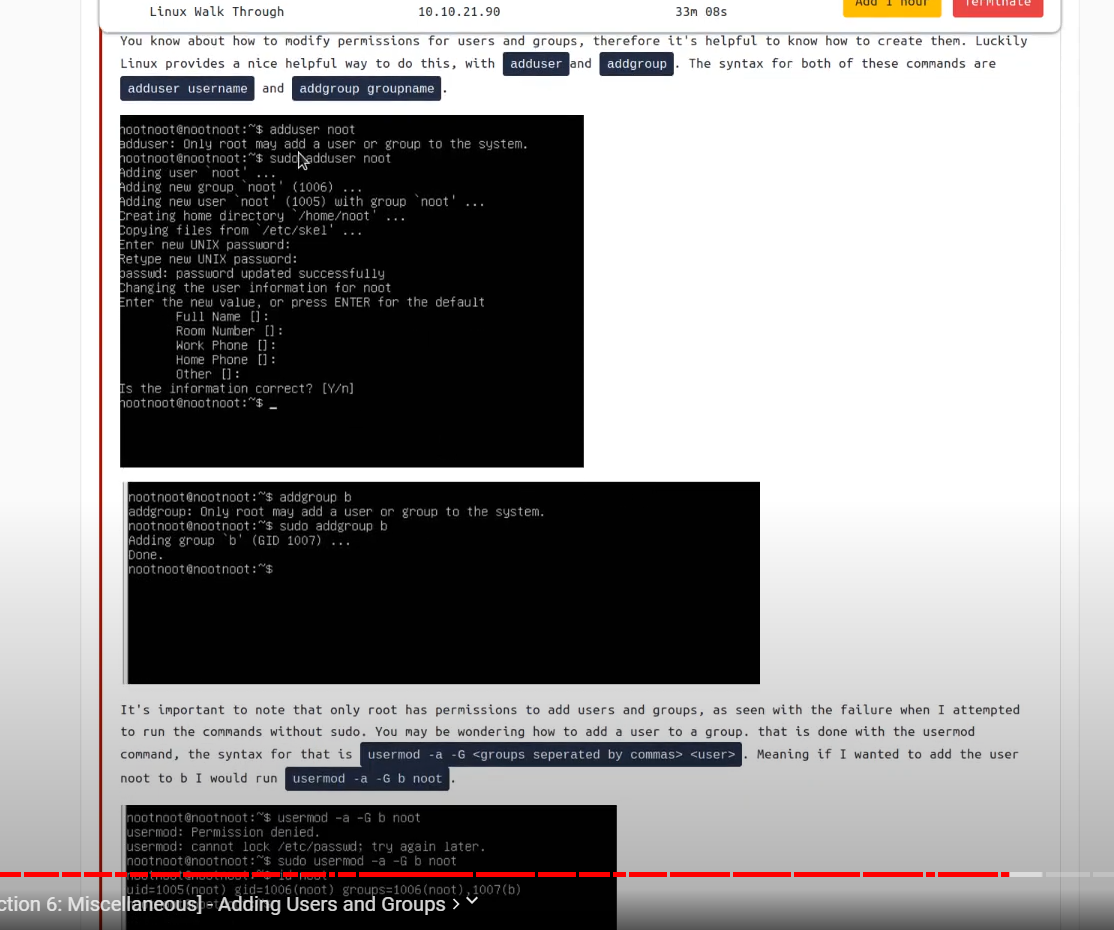 Linux Walk Through 10.10.21.90 33m 08s Add 1 hour Terminate
You know about how to modify permissions for users and groups, therefore it's helpful to know how to create them. Luckily
Linux provides a nice helpful way to do this, with adduser and addgroup . The syntax for both of these commands are
adduser username and addgroup groupname .
nootnoot@nootnoot:~$ adduser noot
adduser: Only root may add a user or group to the system.
nootnoot@nootnoot:~$ sudo adduser noot
Adding user `noot' ...
Adding new group `noot' (1006) ...
Adding new user `noot' (1005) with group `noot' ...
Creating home directory `/home/noot' ...
Copying files from `/etc/skel' ...
Enter new UNIX password:
Retype new UNIX password:
passwd: password updated successfully
Changing the user information for noot
Enter the new value, or press ENTER for the default
Full Name []:
Room Number []:
Work Phone []:
Home Phone []:
Other []:
Is the information correct? [Y/n]
nootnoot@nootnoot:~$ _
nootnoot@nootnoot:~$ addgroup b
addgroup: Only root may add a user or group to the system.
nootnoot@nootnoot:~$ sudo addgroup b
Adding group `b' (GID 1007) ...
Done.
nootnoot@nootnoot:~$
It's important to note that only root has permissions to add users and groups, as seen with the failure when I attempted
to run the commands without sudo. You may be wondering how to add a user to a group. that is done with the usermod
command, the syntax for that is usermod -a -G <groups seperated by commas> <user> . Meaning if I wanted to add the user
noot to b I would run usermod -a -G b noot .
nootnoot@nootnoot:~$ usermod -a -G b noot
usermod: Permission denied.
usermod: cannot lock /etc/passwd; try again later.
nootnoot@nootnoot:~$ sudo usermod -a -G b noot
nootnoot@nootnoot:~$ id noot
uid=1005(noot) gid=1006(noot) groups=1006(noot),1007(b)
ction 6: Miscellaneous] - Adding Users and Groups